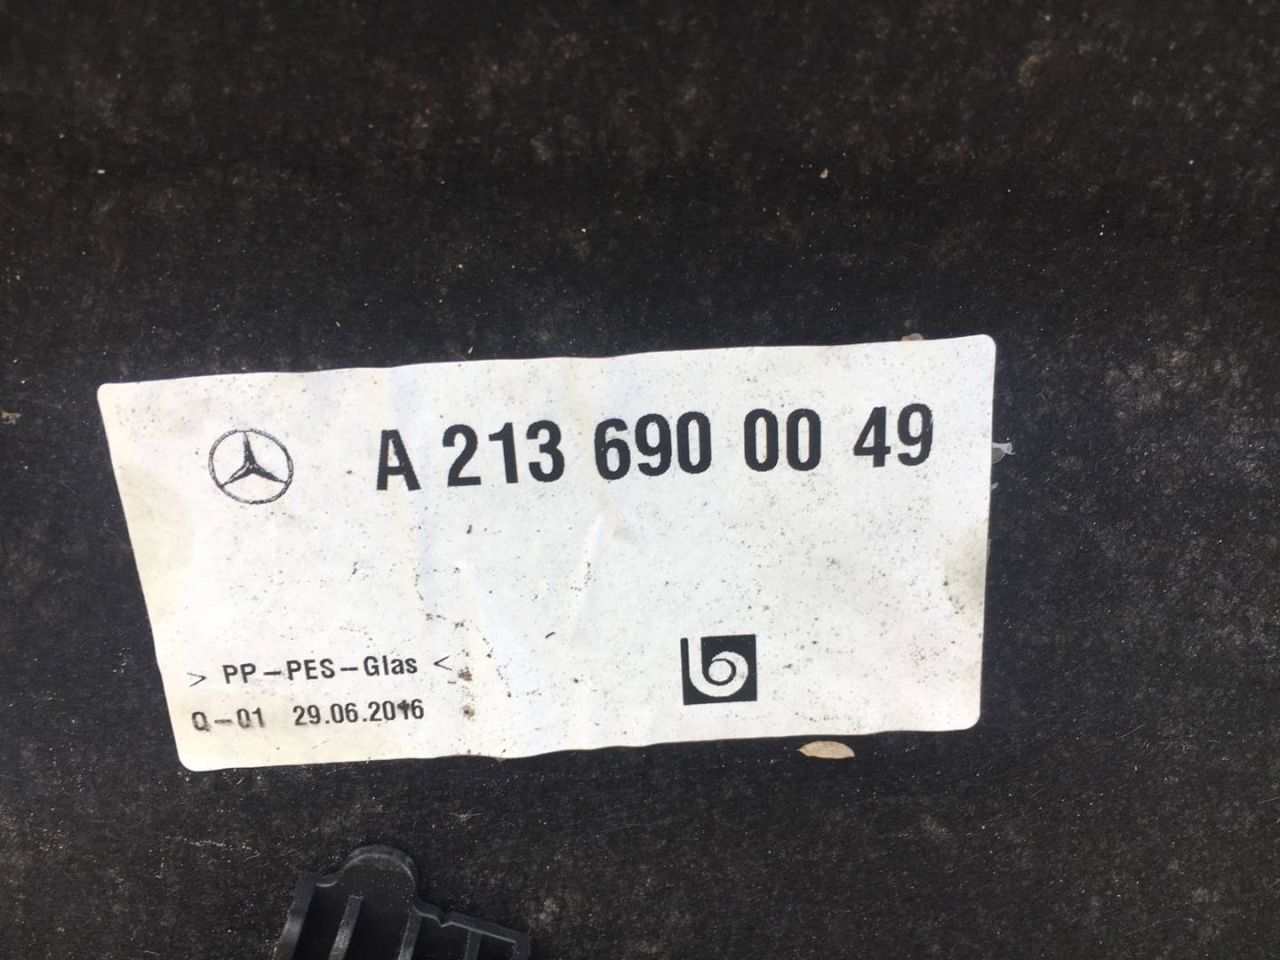 A 213 690 00 49
> PP-PES-Glas <
Q-01 29.06.2016